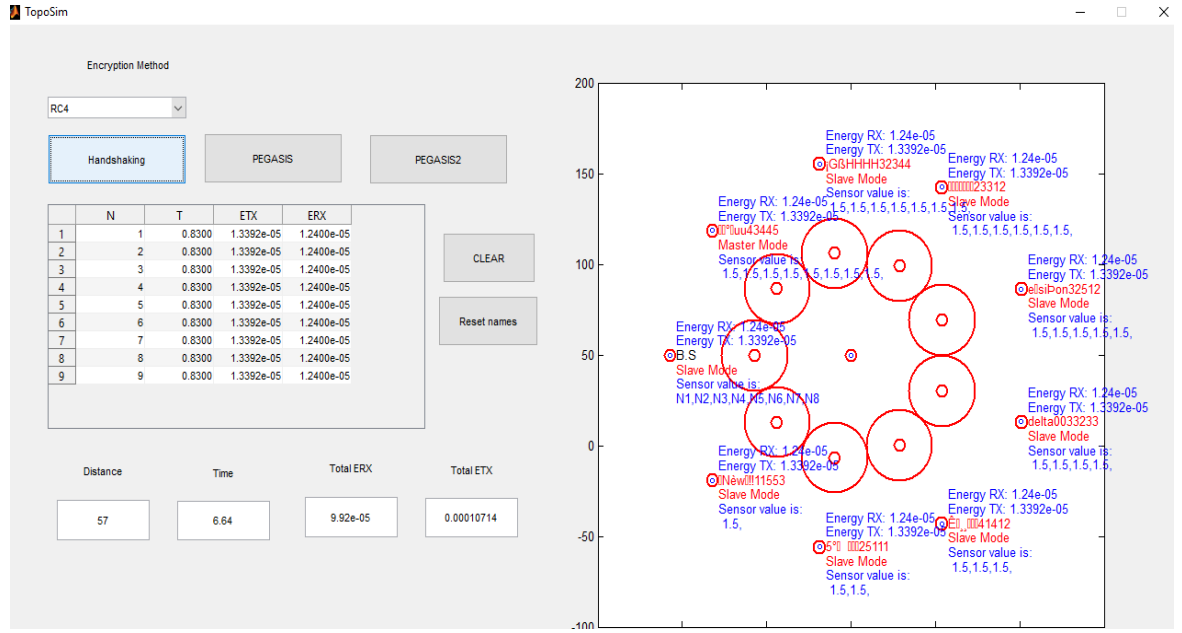 TopoSim
Encryption Method
RC4
Handshaking
PEGASIS
PEGASIS2
N T ETX ERX
1 1 0.8300 1.3392e-05 1.2400e-05
2 2 0.8300 1.3392e-05 1.2400e-05
3 3 0.8300 1.3392e-05 1.2400e-05
4 4 0.8300 1.3392e-05 1.2400e-05
5 5 0.8300 1.3392e-05 1.2400e-05
6 6 0.8300 1.3392e-05 1.2400e-05
7 7 0.8300 1.3392e-05 1.2400e-05
8 8 0.8300 1.3392e-05 1.2400e-05
9 9 0.8300 1.3392e-05 1.2400e-05
CLEAR
Reset names
Distance
57
Time
6.64
Total ERX
9.92e-05
Total ETX
0.00010714
200
150
100
50
0
-50
-100
Energy RX: 1.24e-05
Energy TX: 1.3392e-05
¡GßHHHH32344
Slave Mode
Sensor value is:
1.5,1.5,1.5,1.5,1.5,1.5,1.5,
Energy RX: 1.24e-05
Energy TX: 1.3392e-05
23312
Slave Mode
Sensor value is:
1.5,1.5,1.5,1.5,1.5,1.5,
Energy RX: 1.24e-05
Energy TX: 1.3392e-05
uu43445
Master Mode
Sensor value is:
1.5,1.5,1.5,1.5,1.5,1.5,1.5,1.5,
Energy RX: 1.24e-05
Energy TX: 1.3392e-05
32512
Slave Mode
Sensor value is:
1.5,1.5,1.5,1.5,1.5,
Energy RX: 1.24e-05
Energy TX: 1.3392e-05
B.S
Slave Mode
Sensor value is:
N1,N2,N3,N4,N5,N6,N7,N8
Energy RX: 1.24e-05
Energy TX: 1.3392e-05
delta0033233
Slave Mode
Sensor value is:
1.5,1.5,1.5,1.5,
Energy RX: 1.24e-05
Energy TX: 1.3392e-05
11553
Slave Mode
Sensor value is:
1.5,
Energy RX: 1.24e-05
Energy TX: 1.3392e-05
41412
Slave Mode
Sensor value is:
1.5,1.5,1.5,
Energy RX: 1.24e-05
Energy TX: 1.3392e-05
25111
Slave Mode
Sensor value is:
1.5,1.5,